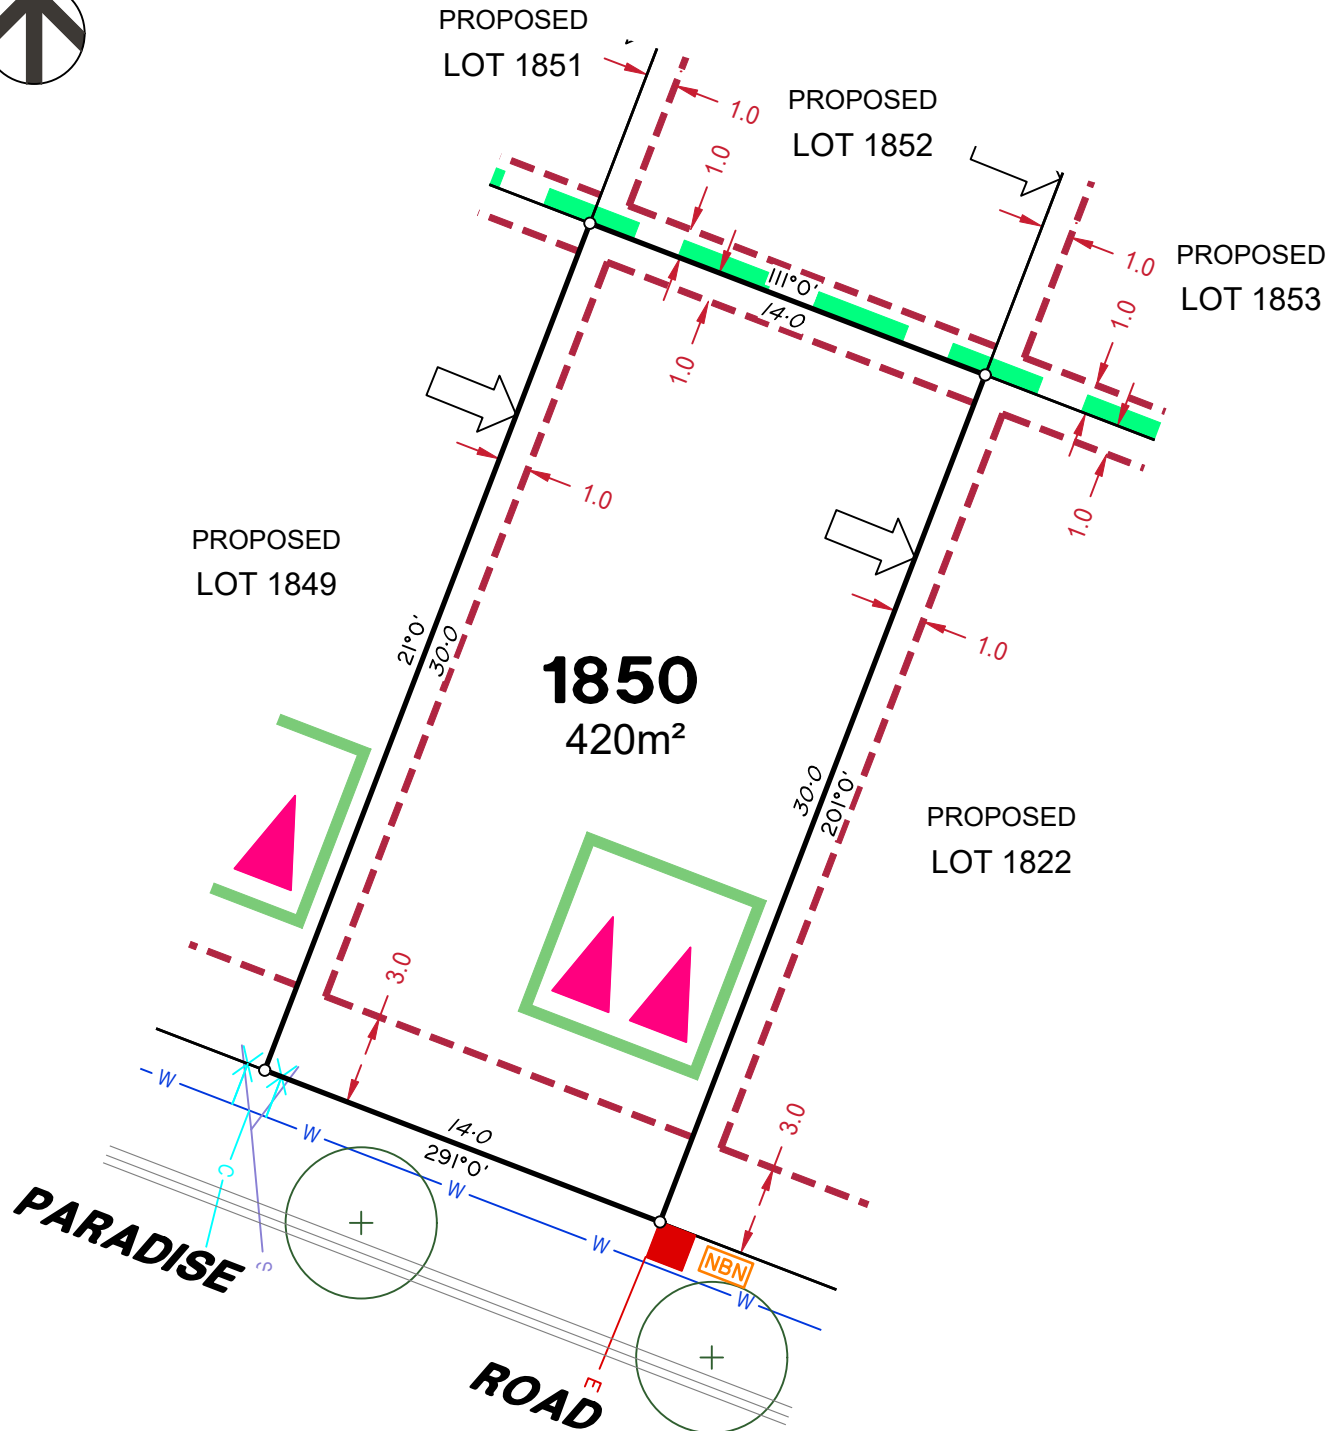 PROPOSED
LOT 1851
PROPOSED
LOT 1852
1.0
1.0
PROPOSED
LOT 1853
1.0
1.0
111°0'
14·0
1.0
1.0
1.0
PROPOSED
LOT 1849
21°0'
30·0
1.0
1850
420m²
30·0
201°0'
PROPOSED
LOT 1822
3.0
3.0
14·0
291°0'
W
W
W
W
W
C
S
E
NBN
PARADISE
ROAD